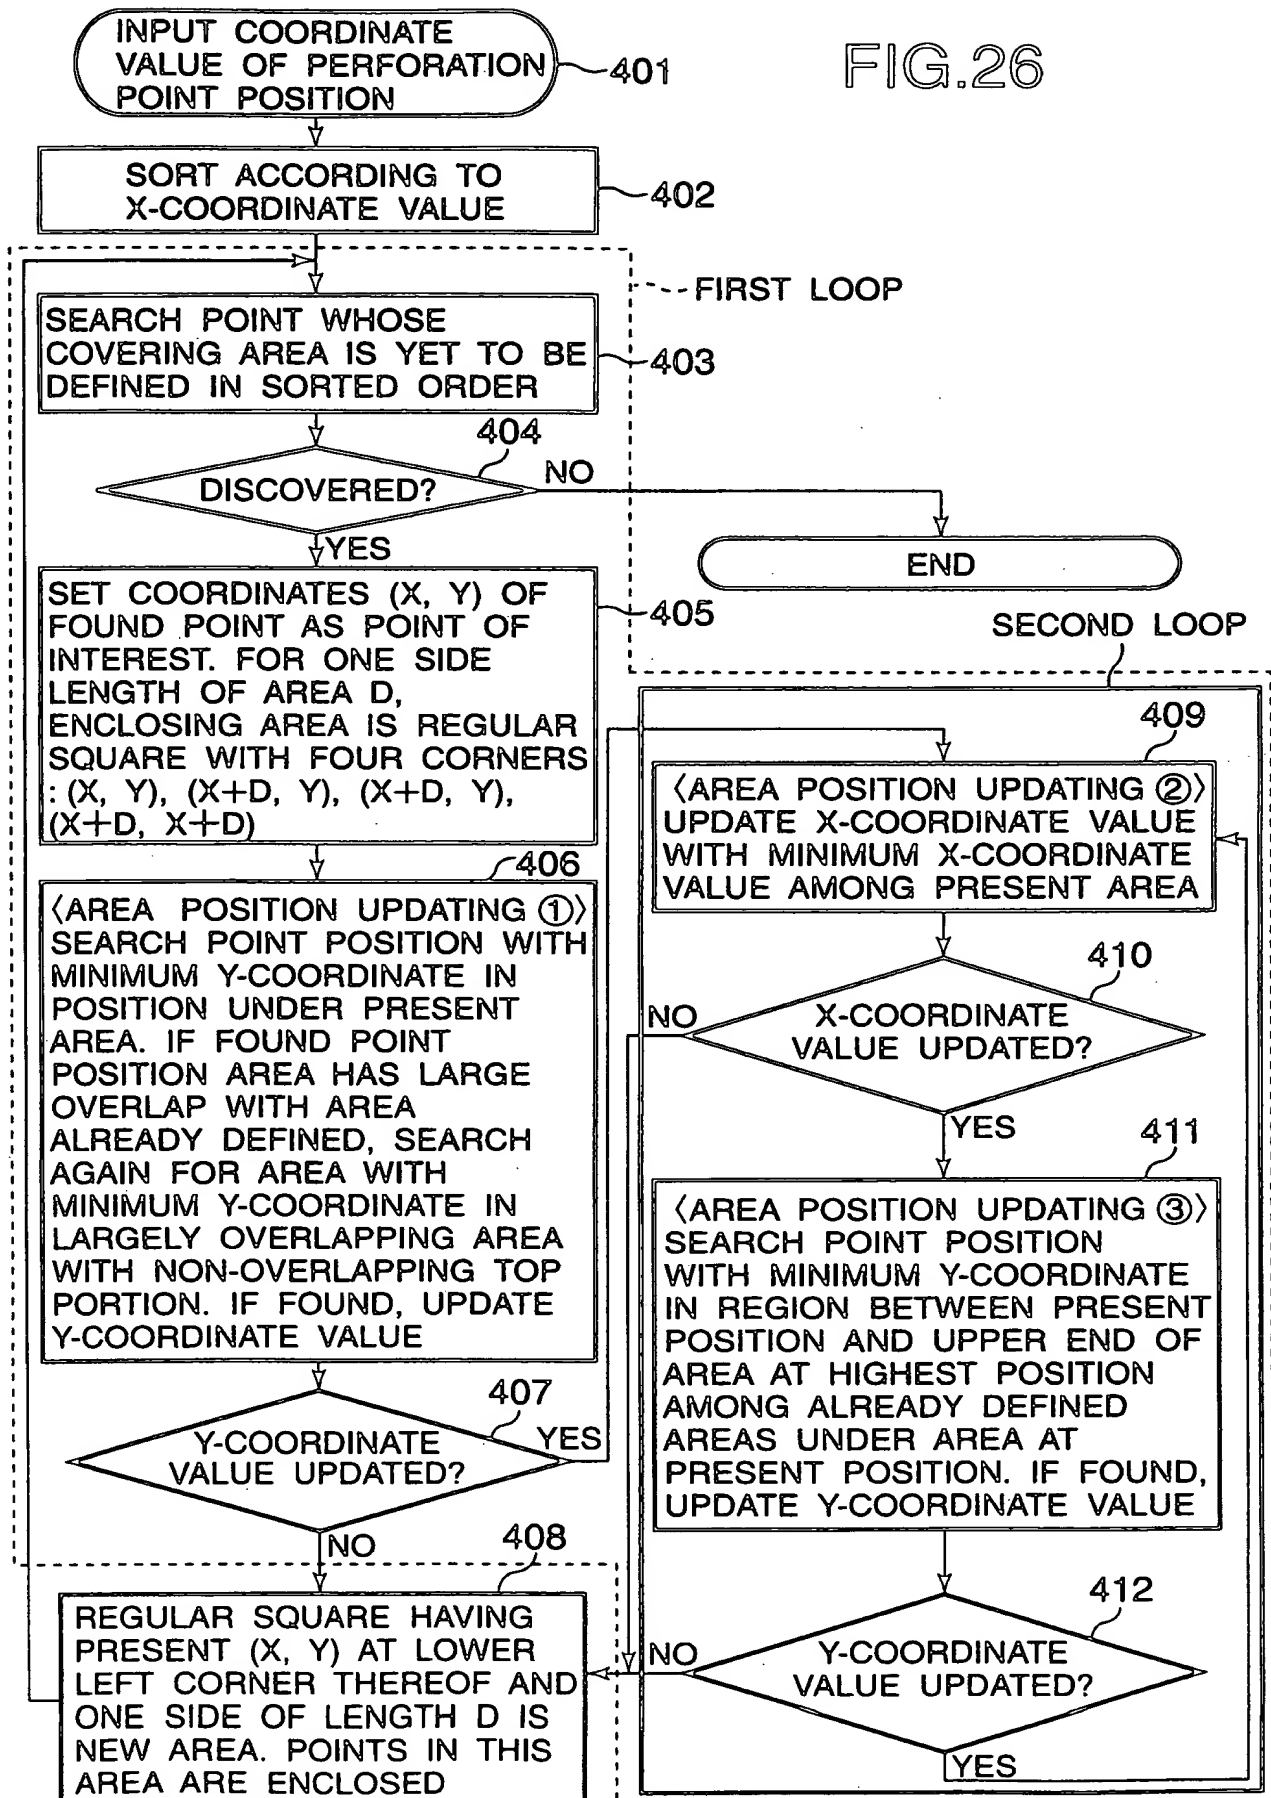 FIG.26
INPUT COORDINATE
VALUE OF PERFORATION
POINT POSITION
401
SORT ACCORDING TO
X-COORDINATE VALUE
402
FIRST LOOP
SEARCH POINT WHOSE
COVERING AREA IS YET TO BE
DEFINED IN SORTED ORDER
403
404
DISCOVERED?
NO
YES
END
SET COORDINATES (X, Y) OF
FOUND POINT AS POINT OF
INTEREST. FOR ONE SIDE
LENGTH OF AREA D,
ENCLOSING AREA IS REGULAR
SQUARE WITH FOUR CORNERS
: (X, Y), (X+D, Y), (X+D, Y),
(X+D, X+D)
405
406
〈AREA POSITION UPDATING ①〉
SEARCH POINT POSITION WITH
MINIMUM Y-COORDINATE IN
POSITION UNDER PRESENT
AREA. IF FOUND POINT
POSITION AREA HAS LARGE
OVERLAP WITH AREA
ALREADY DEFINED, SEARCH
AGAIN FOR AREA WITH
MINIMUM Y-COORDINATE IN
LARGELY OVERLAPPING AREA
WITH NON-OVERLAPPING TOP
PORTION. IF FOUND, UPDATE
Y-COORDINATE VALUE
407
Y-COORDINATE
VALUE UPDATED?
YES
NO
408
REGULAR SQUARE HAVING
PRESENT (X, Y) AT LOWER
LEFT CORNER THEREOF AND
ONE SIDE OF LENGTH D IS
NEW AREA. POINTS IN THIS
AREA ARE ENCLOSED
SECOND LOOP
409
〈AREA POSITION UPDATING ②〉
UPDATE X-COORDINATE VALUE
WITH MINIMUM X-COORDINATE
VALUE AMONG PRESENT AREA
410
X-COORDINATE
VALUE UPDATED?
NO
YES
411
〈AREA POSITION UPDATING ③〉
SEARCH POINT POSITION
WITH MINIMUM Y-COORDINATE
IN REGION BETWEEN PRESENT
POSITION AND UPPER END OF
AREA AT HIGHEST POSITION
AMONG ALREADY DEFINED
AREAS UNDER AREA AT
PRESENT POSITION. IF FOUND,
UPDATE Y-COORDINATE VALUE
412
Y-COORDINATE
VALUE UPDATED?
NO
YES